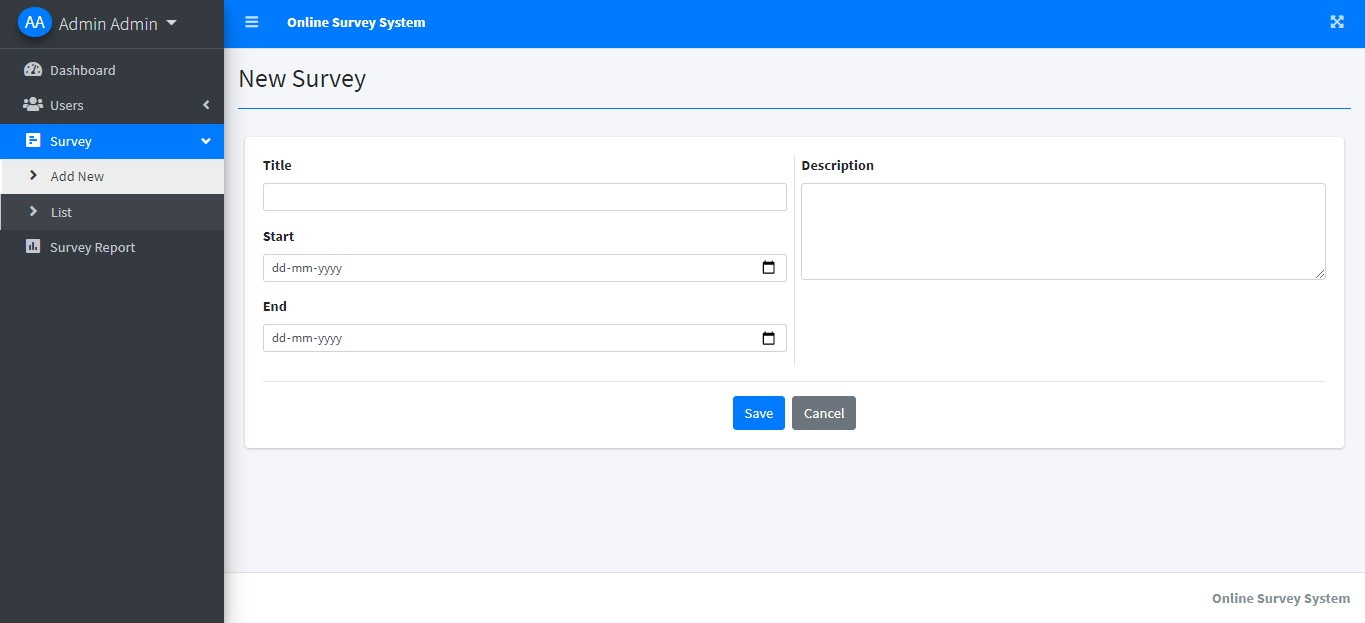 AA Admin Admin
Online Survey System
Dashboard
Users
Survey
Add New
List
Survey Report
New Survey
Title
Start
dd-mm-yyyy
End
dd-mm-yyyy
Description
Save Cancel
Online Survey System